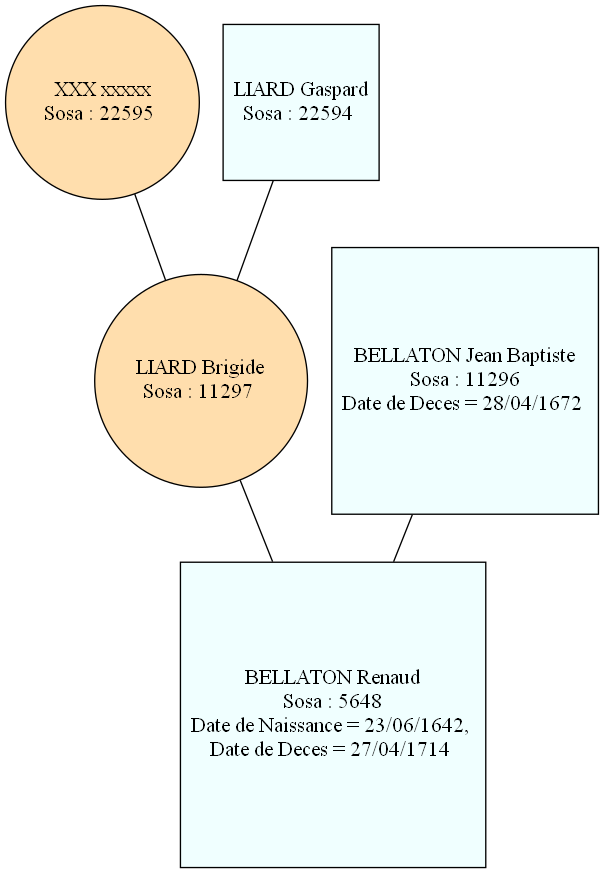 XXX xxxxx
Sosa : 22595
LIARD Gaspard
Sosa : 22594
LIARD Brigide
Sosa : 11297
BELLATON Jean Baptiste
Sosa : 11296
Date de Deces = 28/04/1672
BELLATON Renaud
Sosa : 5648
Date de Naissance = 23/06/1642,
Date de Deces = 27/04/1714